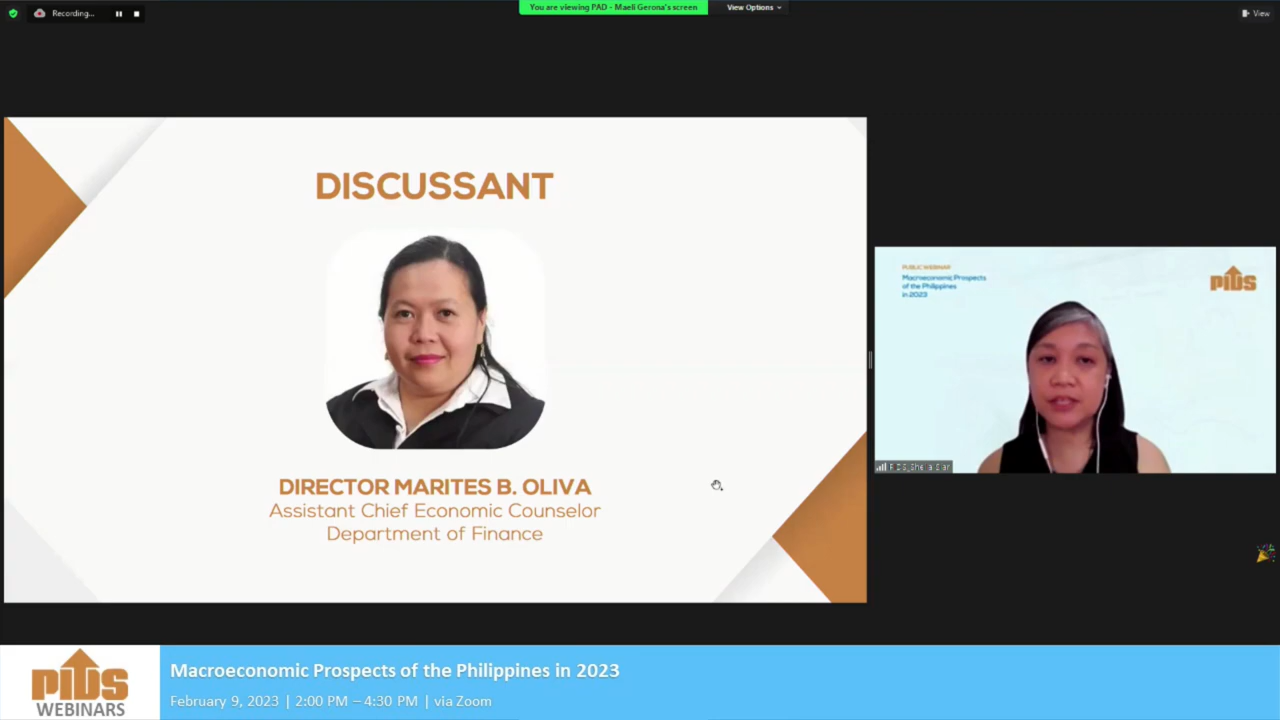 Recording...
You are viewing PAD - Maeli Gerona's screen
View Options
View
DISCUSSANT
DIRECTOR MARITES B. OLIVA
Assistant Chief Economic Counselor
Department of Finance
PUBLIC WEBINAR
Macroeconomic Prospects
of the Philippines
in 2023
PIDS
PIDS
WEBINARS
Macroeconomic Prospects of the Philippines in 2023
February 9, 2023 | 2:00 PM – 4:30 PM | via Zoom